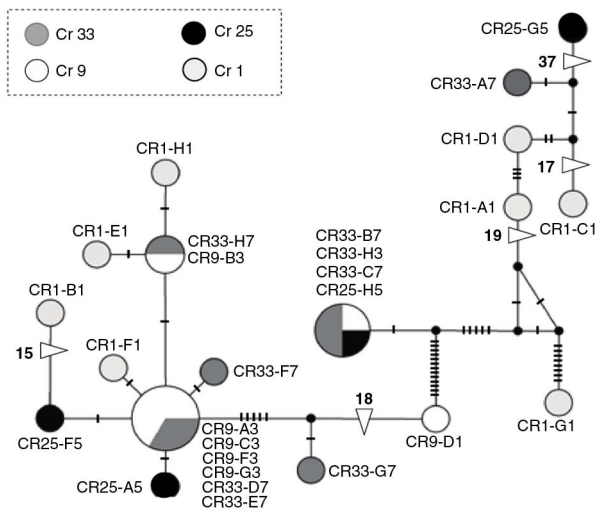 Cr 33
Cr 25
Cr 9
Cr 1
CR25-G5
37
CR33-A7
CR1-D1
17
CR1-H1
CR1-A1
CR1-C1
19
CR1-E1
CR33-H7
CR9-B3
CR33-B7
CR33-H3
CR33-C7
CR25-H5
CR1-B1
15
CR1-F1
CR33-F7
18
CR25-F5
CR9-A3
CR9-C3
CR9-F3
CR9-G3
CR33-D7
CR33-E7
CR9-D1
CR1-G1
CR33-G7
CR25-A5